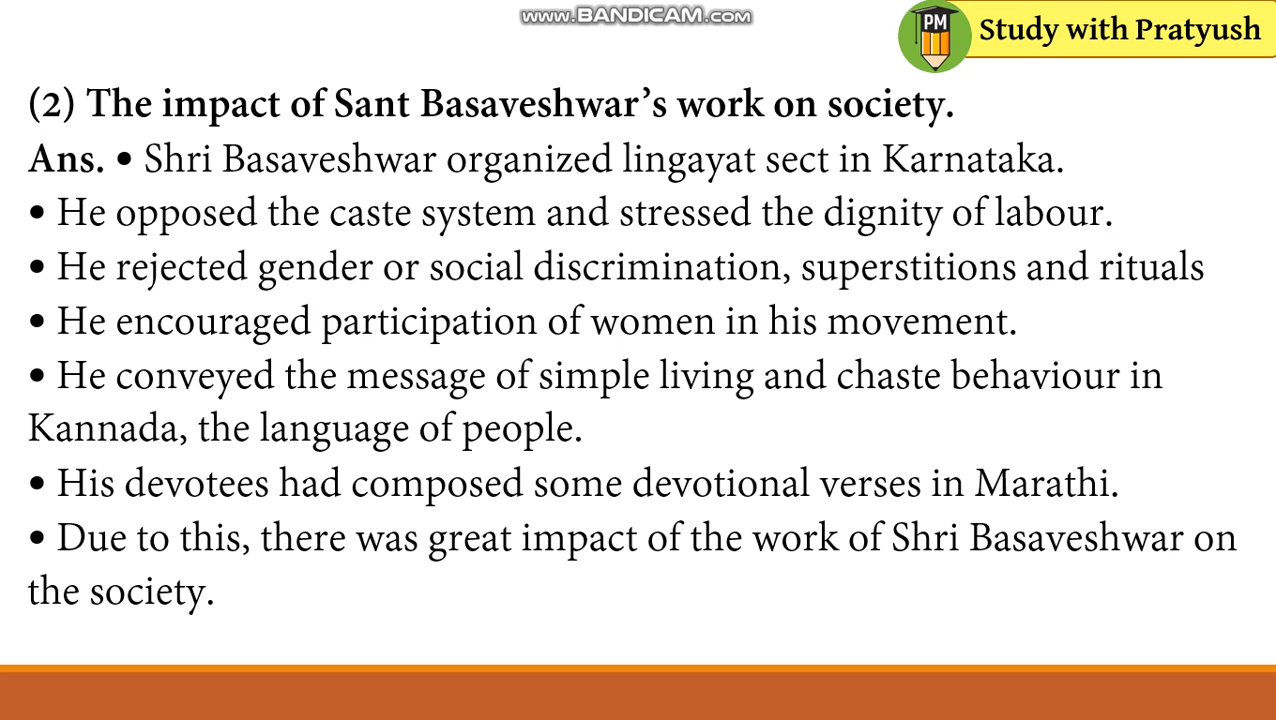 www.BANDICAM.com
PM
Study with Pratyush
(2) The impact of Sant Basaveshwar’s work on society.
Ans. • Shri Basaveshwar organized lingayat sect in Karnataka.
• He opposed the caste system and stressed the dignity of labour.
• He rejected gender or social discrimination, superstitions and rituals
• He encouraged participation of women in his movement.
• He conveyed the message of simple living and chaste behaviour in
Kannada, the language of people.
• His devotees had composed some devotional verses in Marathi.
• Due to this, there was great impact of the work of Shri Basaveshwar on
the society.